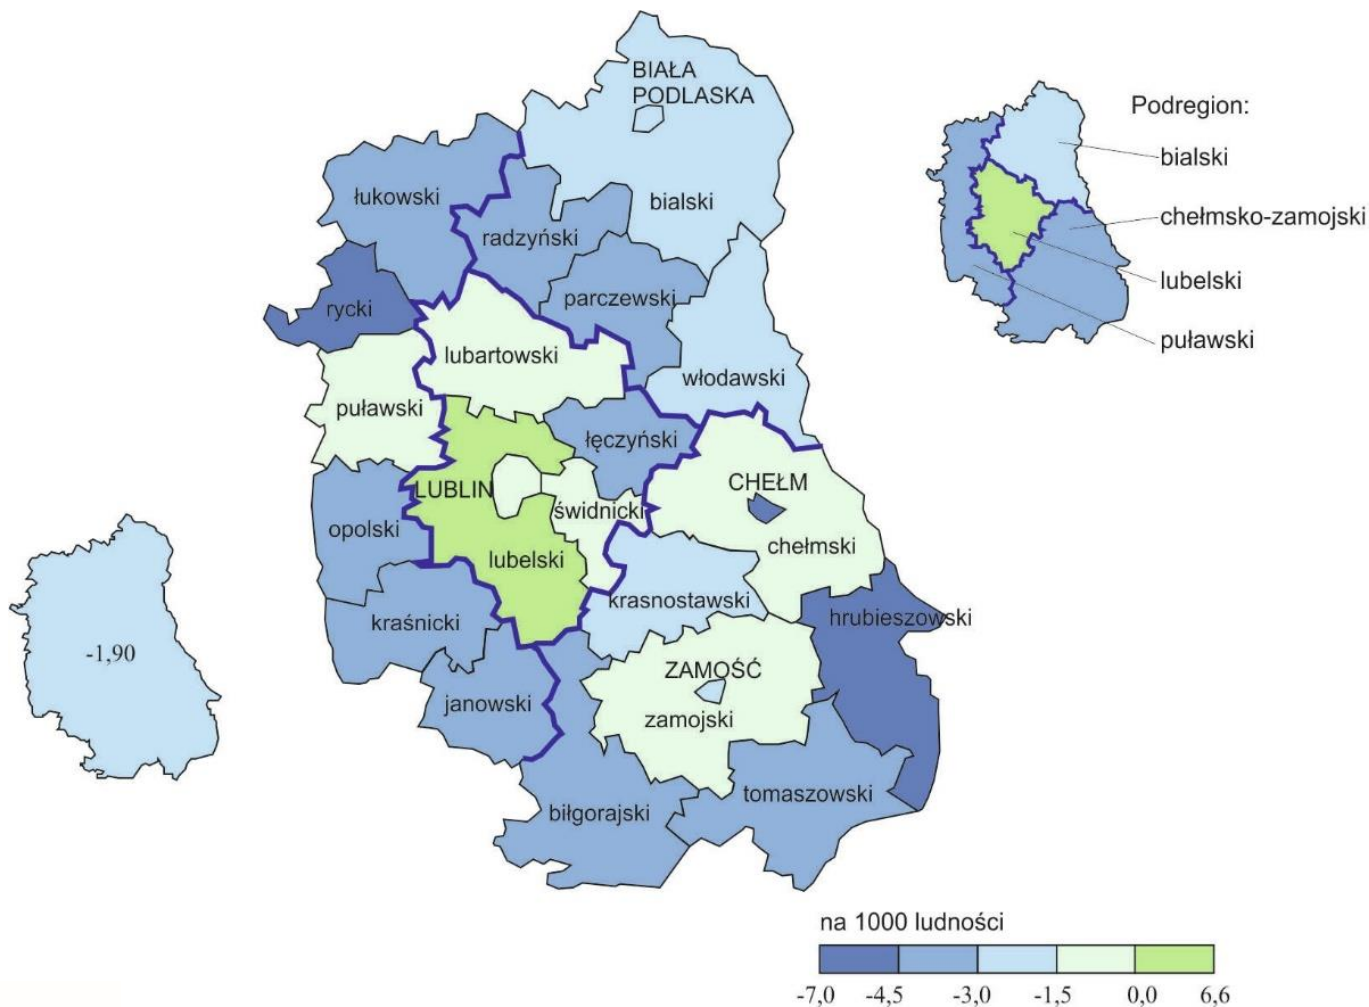 BIAŁA
PODLASKA
Podregion:
bialski
chełmsko-zamojski
lubelski
puławski
łukowski
bialski
radzyński
rycki
parczewski
lubartowski
włodawski
puławski
łęczyński
LUBLIN
CHEŁM
świdnicki
opolski
chełmski
lubelski
krasnostawski
kraśnicki
hrubieszowski
-1,90
ZAMOŚĆ
janowski
zamojski
tomaszowski
biłgorajski
na 1000 ludności
-7,0 -4,5 -3,0 -1,5 0,0 6,6